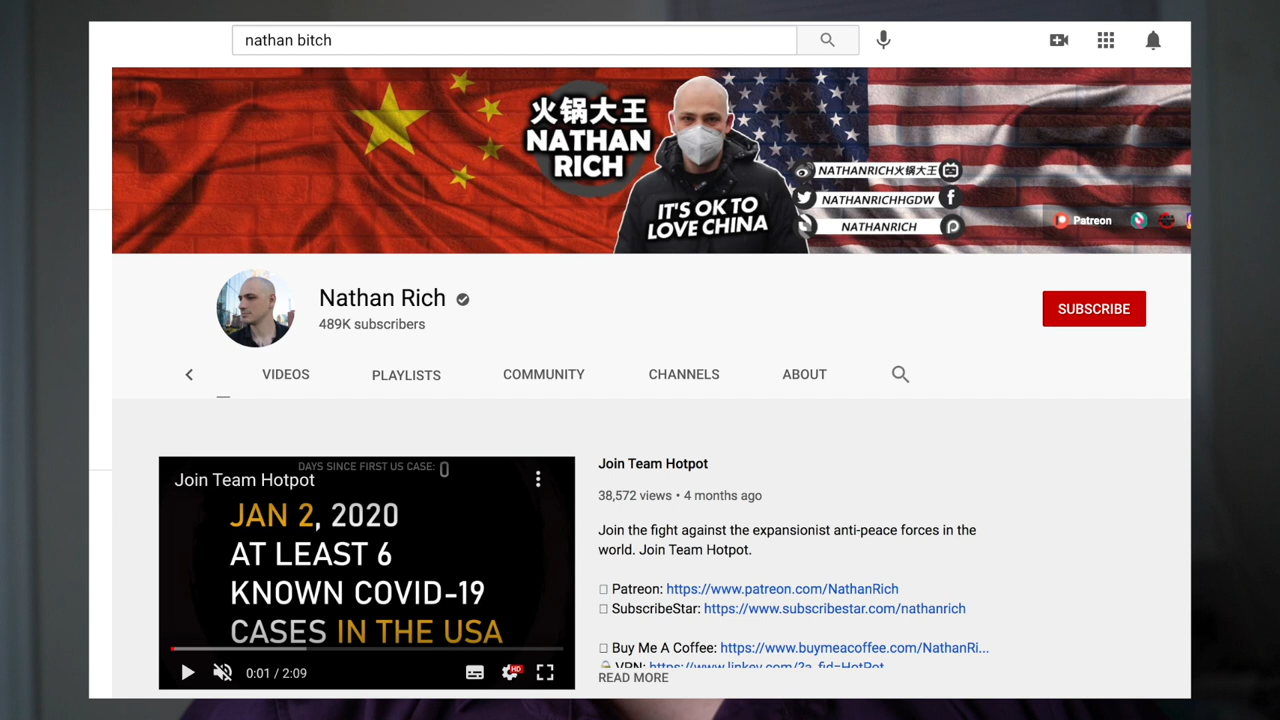 nathan bitch
火锅大王
NATHAN
RICH
IT'S OK TO
LOVE CHINA
NATHANRICH火锅大王
NATHANRICHHGDW
NATHANRICH
Patreon
Nathan Rich
489K subscribers
SUBSCRIBE
VIDEOS
PLAYLISTS
COMMUNITY
CHANNELS
ABOUT
DAYS SINCE FIRST US CASE: 0
Join Team Hotpot
JAN 2, 2020
AT LEAST 6
KNOWN COVID-19
CASES IN THE USA
0:01 / 2:09
HD
Join Team Hotpot
38,572 views • 4 months ago
Join the fight against the expansionist anti-peace forces in the
world. Join Team Hotpot.
Patreon: https://www.patreon.com/NathanRich
SubscribeStar: https://www.subscribestar.com/nathanrich
Buy Me A Coffee: https://www.buymeacoffee.com/NathanRi...
VPN:
READ MORE